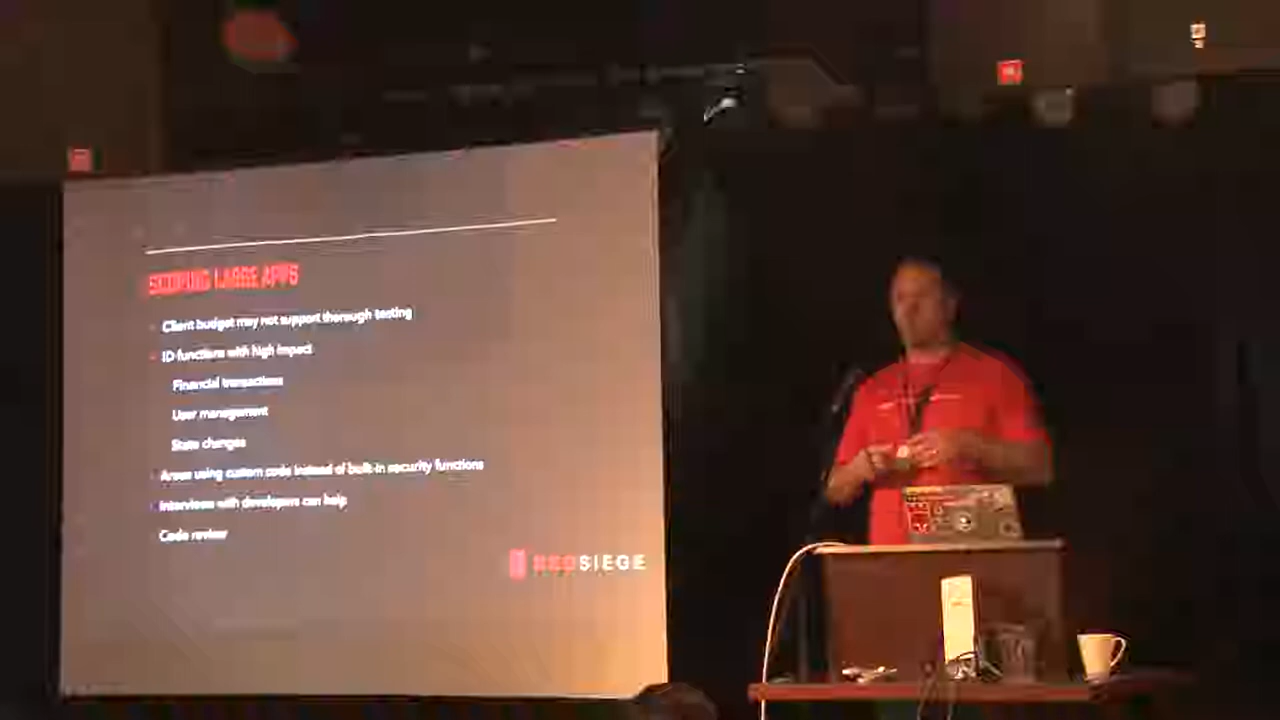 SCOPING LARGE APPS
Client budget may not support thorough testing
ID functions with high impact
Financial transactions
User management
State changes
Areas using custom code instead of built-in security functions
Interviews with developers can help
Code review
REDSIEGE